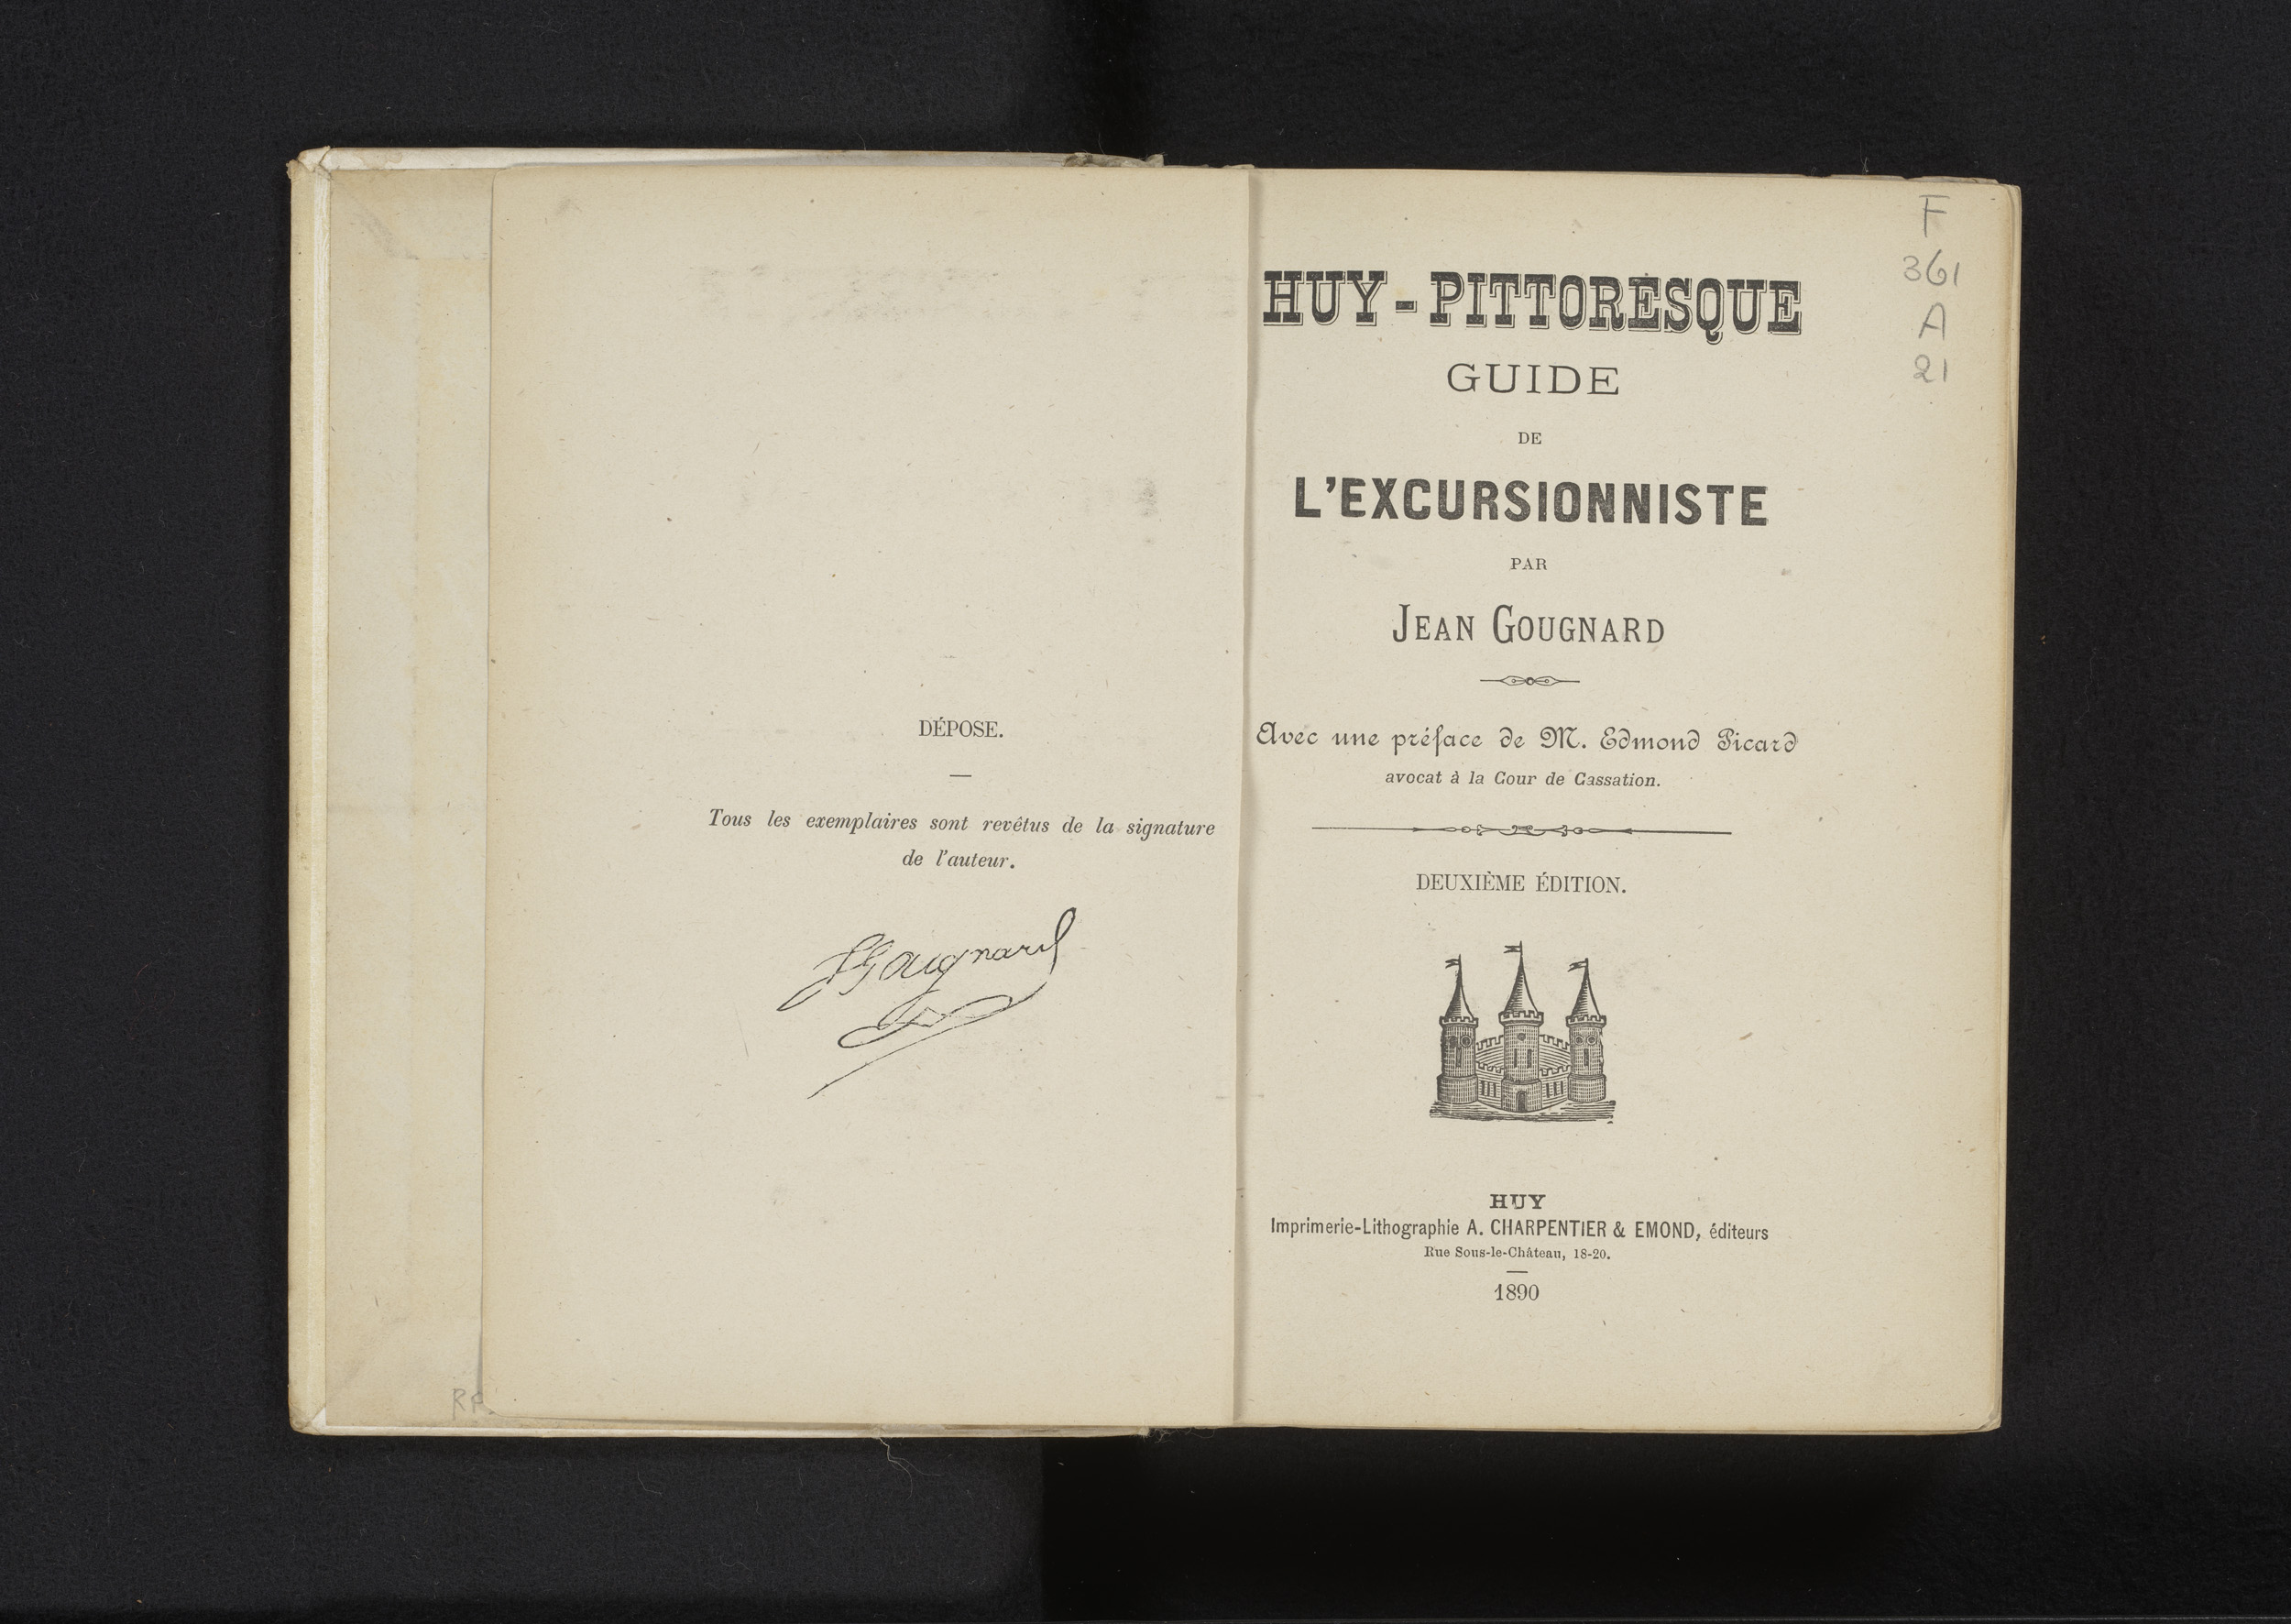 DÉPOSE.
Tous les exemplaires sont revêtus de la signature
de l'auteur.
JGougnard
HUY-PITTORESQUE
GUIDE
DE
L'EXCURSIONNISTE
PAR
JEAN GOUGNARD
Avec une préface de M. Edmond Picard
avocat à la Cour de Cassation.
DEUXIÈME ÉDITION.
HUY
Imprimerie-Lithographie A. CHARPENTIER & EMOND, éditeurs
Rue Sous-le-Château, 18-20.
1890
F
361
A
21